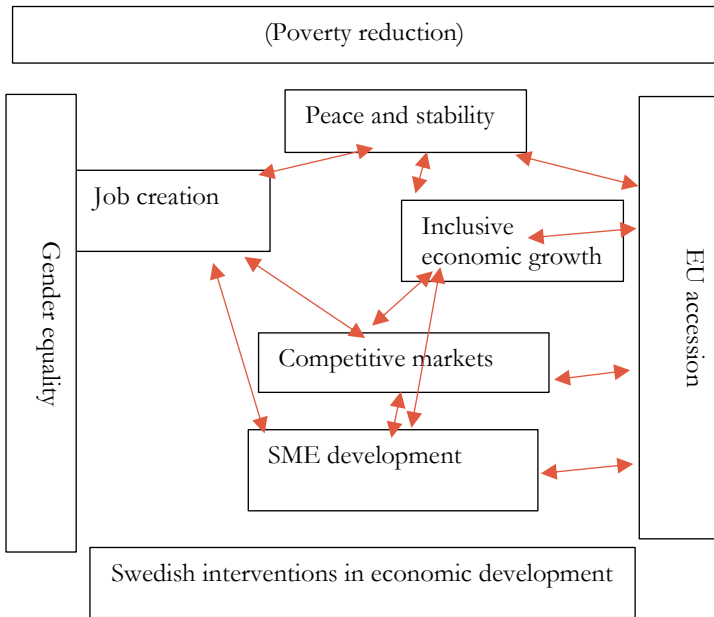 (Poverty reduction)
Peace and stability
Job creation
Inclusive
economic growth
Gender equality
EU accession
Competitive markets
SME development
Swedish interventions in economic development